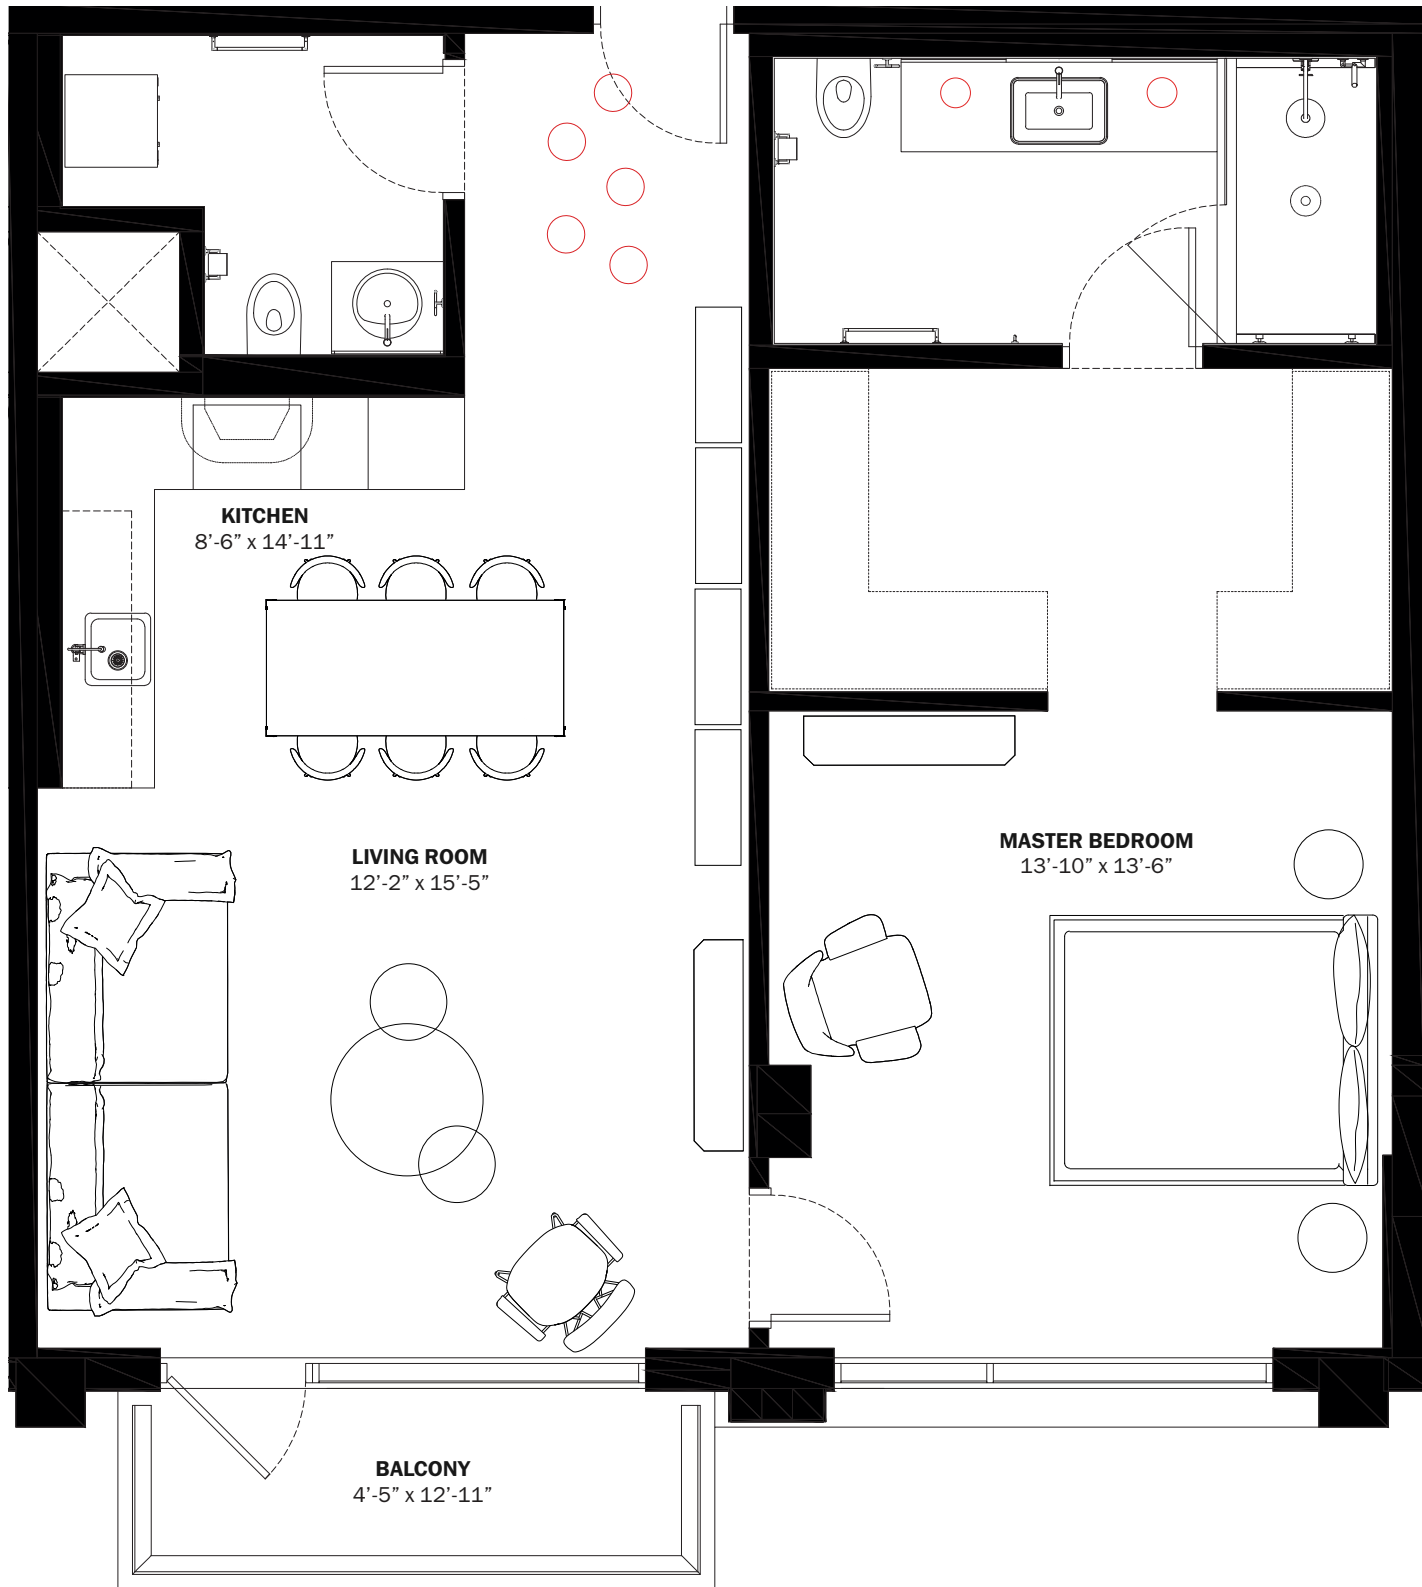 KITCHEN
8’-6” x 14’-11”
LIVING ROOM
12’-2” x 15’-5”
MASTER BEDROOM
13’-10” x 13’-6”
BALCONY
4’-5” x 12’-11”